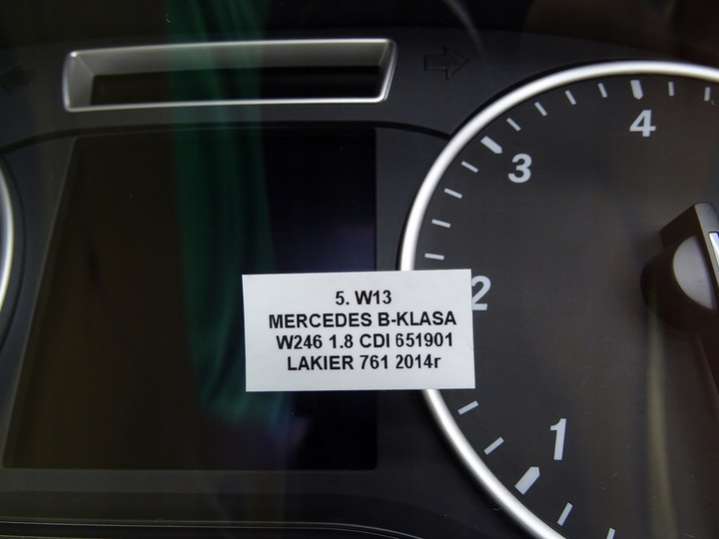 4
3
2
1
5. W13
MERCEDES B-KLASA
W246 1.8 CDI 651901
LAKIER 761 2014r